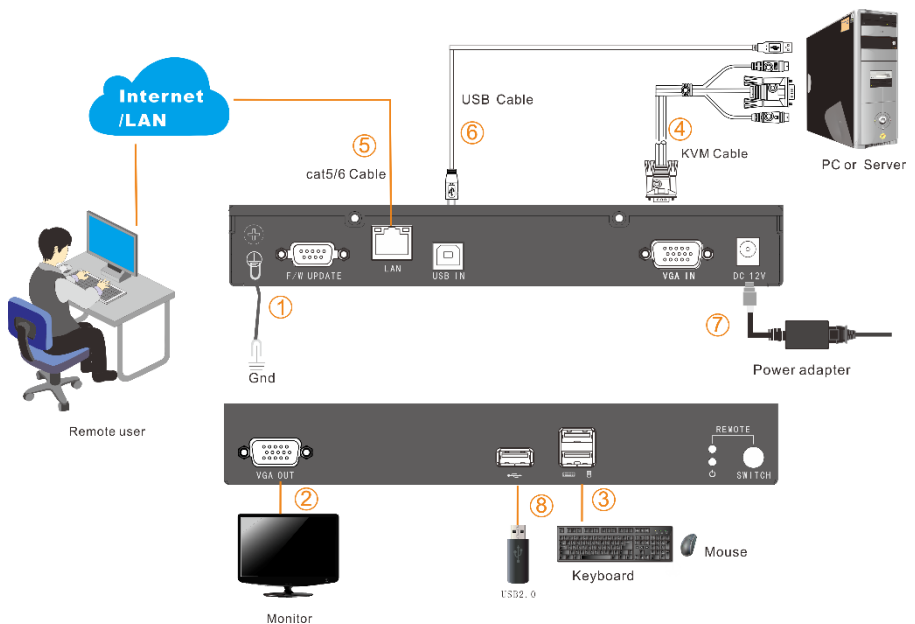 Internet
/LAN
USB Cable
⑥
④
KVM Cable
PC or Server
⑤
cat5/6 Cable
F/W UPDATE
LAN
USB IN
VGA IN
DC 12V
①
Gnd
⑦
Power adapter
Remote user
REMOTE
VGA OUT
SWITCH
②
⑧
③
Mouse
Keyboard
USB2.0
Monitor